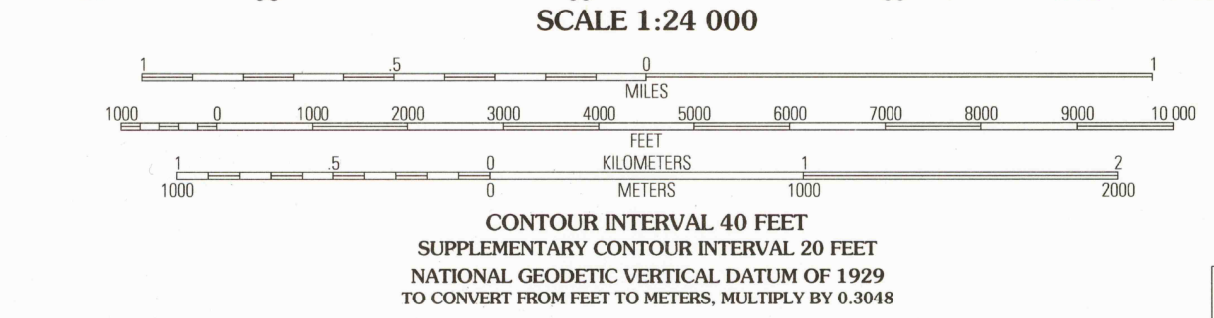 SCALE 1:24 000
1 .5 0 1
MILES
1000 0 1000 2000 3000 4000 5000 6000 7000 8000 9000 10 000
FEET
1 .5 0 KILOMETERS 1 2
1000 0 METERS 1000 2000
CONTOUR INTERVAL 40 FEET
SUPPLEMENTARY CONTOUR INTERVAL 20 FEET
NATIONAL GEODETIC VERTICAL DATUM OF 1929
TO CONVERT FROM FEET TO METERS, MULTIPLY BY 0.3048